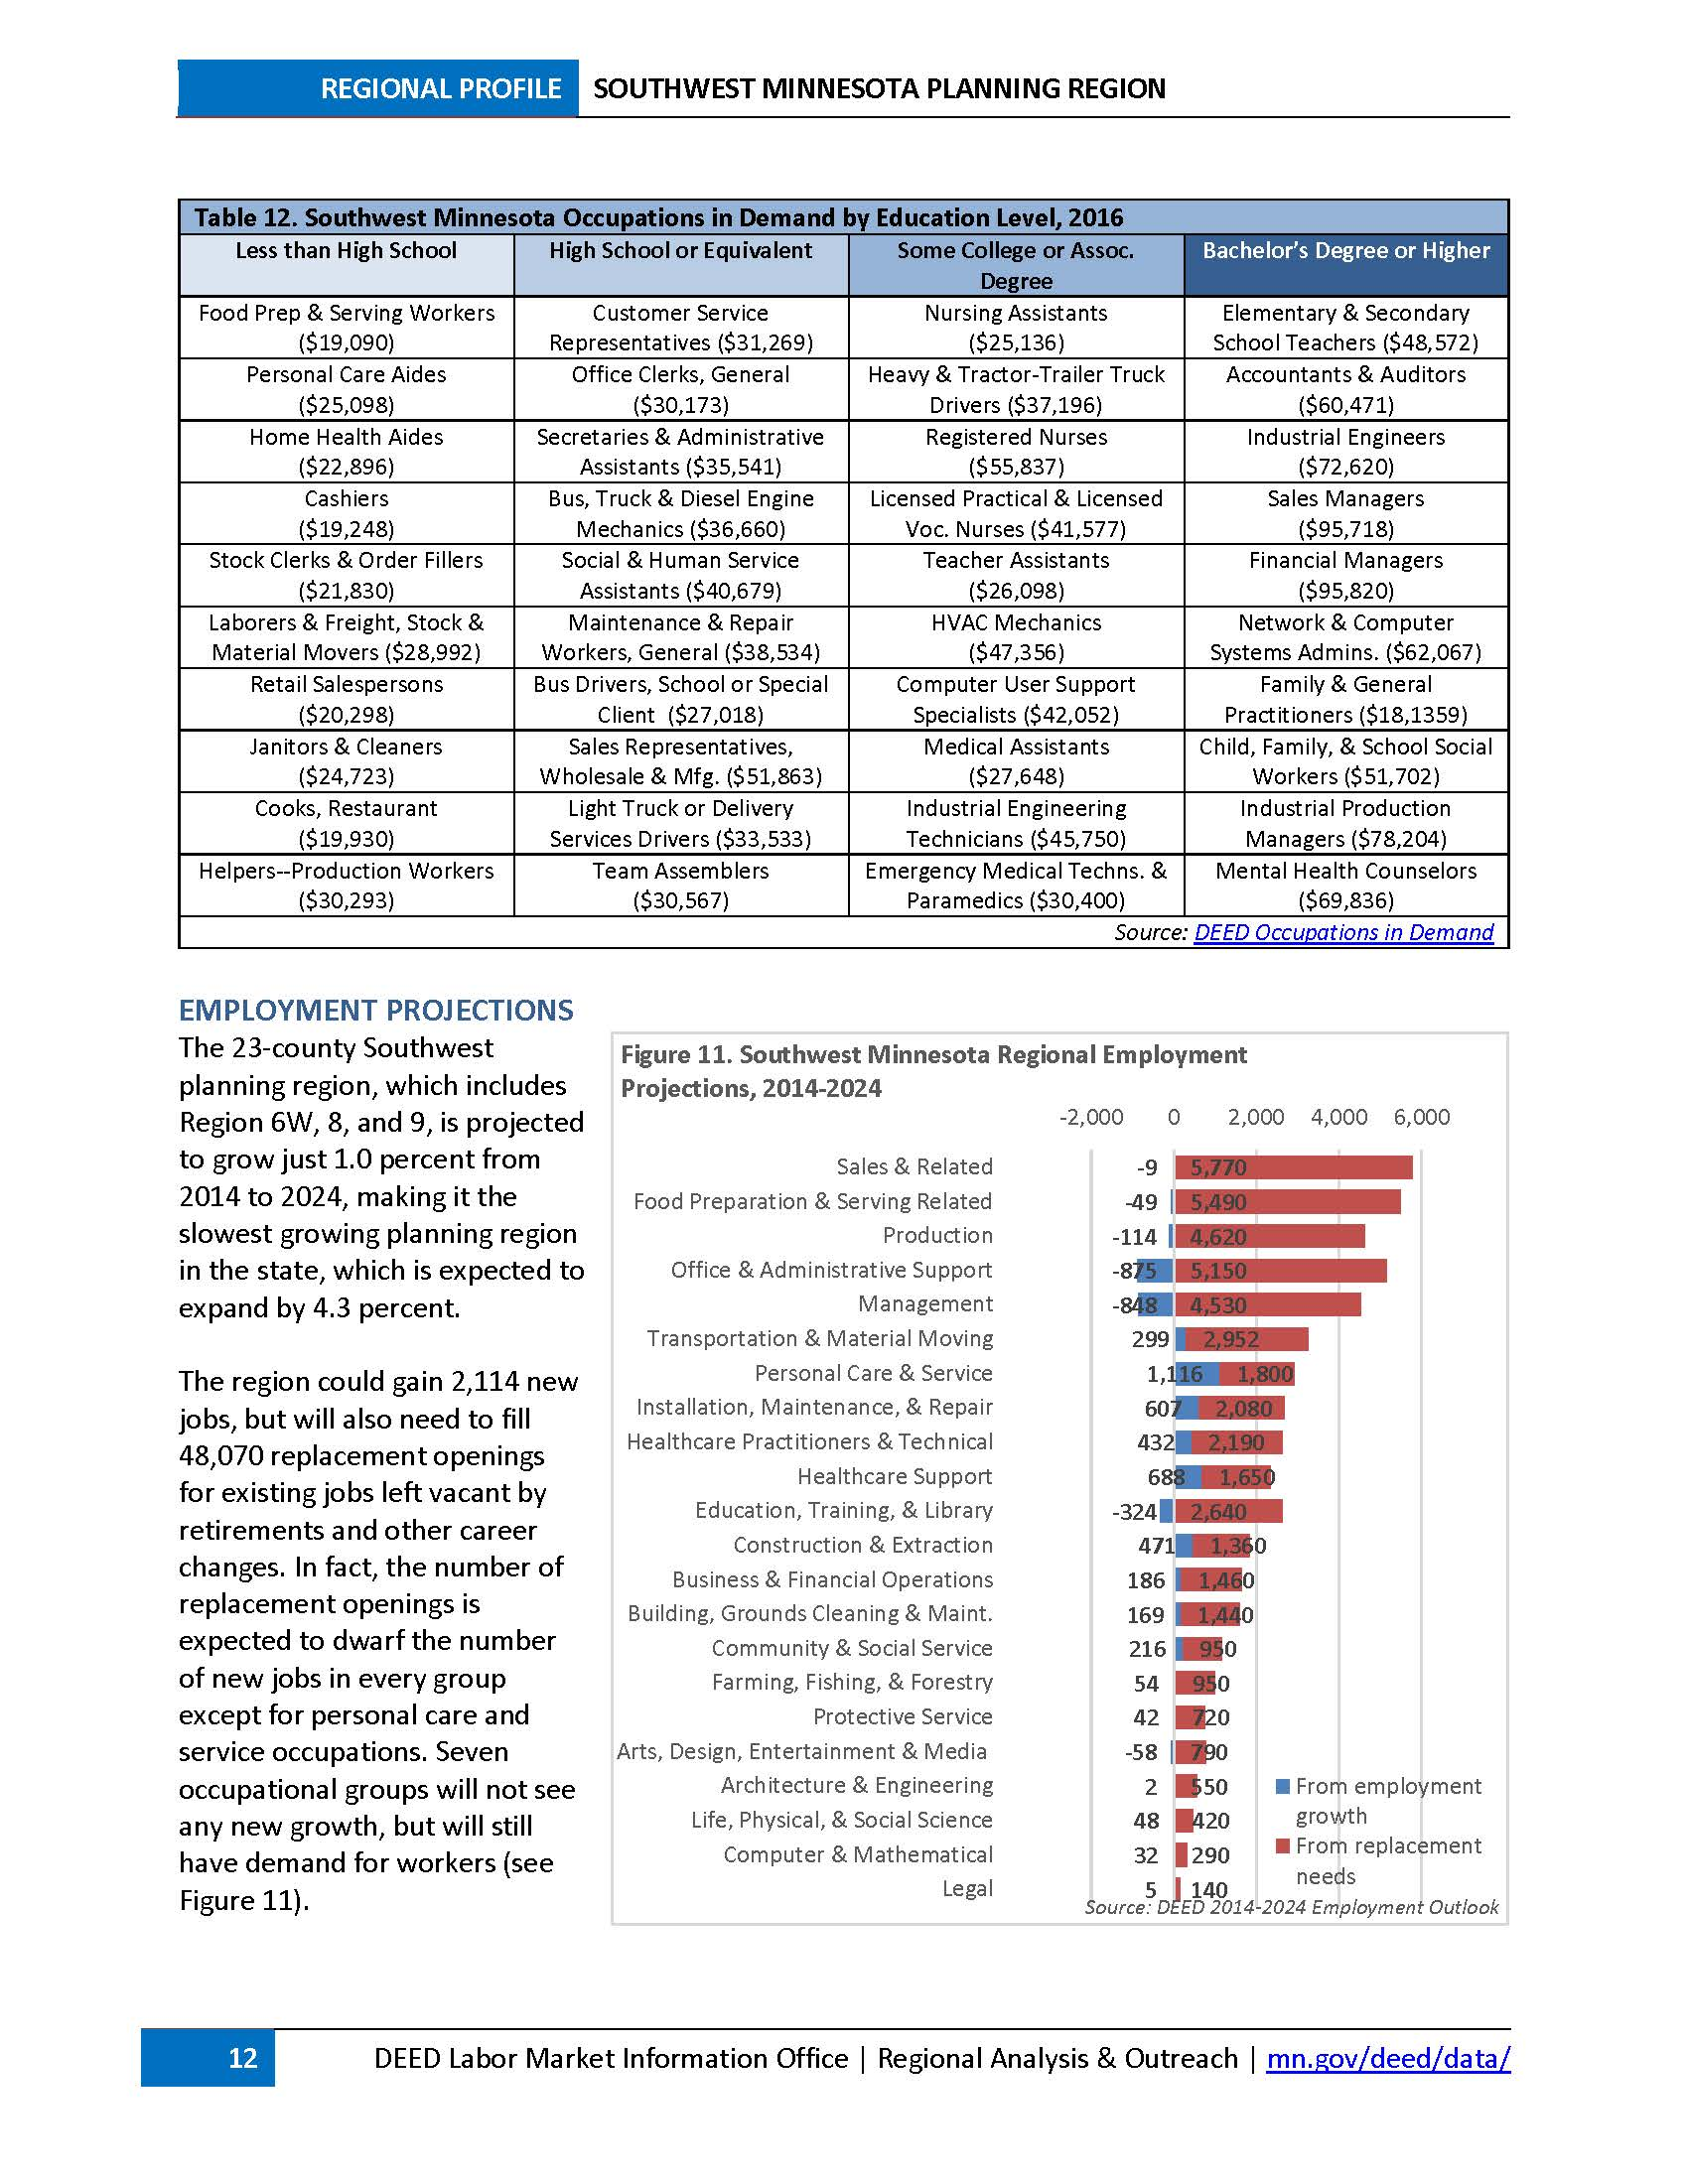 REGIONAL PROFILE SOUTHWEST MINNESOTA PLANNING REGION
Table 12. Southwest Minnesota Occupations in Demand by Education Level, 2016
Less than High School High School or Equivalent Some College or Assoc. Bachelor’s Degree or Higher
Degree
Food Prep & Serving Workers Customer Service Nursing Assistants Elementary & Secondary
($19,090) Representatives ($31,269) ($25,136) School Teachers ($48,572)
Personal Care Aides Office Clerks, General Heavy & Tractor-Trailer Truck Accountants & Auditors
($25,098) ($30,173) Drivers ($37,196) ($60,471)
Home Health Aides Secretaries & Administrative Registered Nurses Industrial Engineers
($22,896) Assistants ($35,541) ($55,837) ($72,620)
Cashiers Bus, Truck & Diesel Engine Licensed Practical & Licensed Sales Managers
($19,248) Mechanics ($36,660) Voc. Nurses ($41,577) ($95,718)
Stock Clerks & Order Fillers Social & Human Service Teacher Assistants Financial Managers
($21,830) Assistants ($40,679) ($26,098) ($95,820)
Laborers & Freight, Stock & Maintenance & Repair HVAC Mechanics Network & Computer
Material Movers ($28,992) Workers, General ($38,534) ($47,356) Systems Admins. ($62,067)
Retail Salespersons Bus Drivers, School or Special Computer User Support Family & General
($20,298) Client ($27,018) Specialists ($42,052) Practitioners ($18,1359)
Janitors & Cleaners Sales Representatives, Medical Assistants Child, Family, & School Social
($24,723) Wholesale & Mfg. ($51,863) ($27,648) Workers ($51,702)
Cooks, Restaurant Light Truck or Delivery Industrial Engineering Industrial Production
($19,930) Services Drivers ($33,533) Technicians ($45,750) Managers ($78,204)
Helpers--Production Workers Team Assemblers Emergency Medical Techns. & Mental Health Counselors
($30,293) ($30,567) Paramedics ($30,400) ($69,836)
Source: DEED Occupations in Demand
EMPLOYMENT PROJECTIONS
The 23-county Southwest
planning region, which includes
Region 6W, 8, and 9, is projected
to grow just 1.0 percent from
2014 to 2024, making it the
slowest growing planning region
in the state, which is expected to
expand by 4.3 percent.
The region could gain 2,114 new
jobs, but will also need to fill
48,070 replacement openings
for existing jobs left vacant by
retirements and other career
changes. In fact, the number of
replacement openings is
expected to dwarf the number
of new jobs in every group
except for personal care and
service occupations. Seven
occupational groups will not see
any new growth, but will still
have demand for workers (see
Figure 11).
Figure 11. Southwest Minnesota Regional Employment
Projections, 2014-2024
-2,000 0 2,000 4,000 6,000
Sales & Related -9 5,770
Food Preparation & Serving Related -49 5,490
Production -114 4,620
Office & Administrative Support -875 5,150
Management -848 4,530
Transportation & Material Moving 299 2,952
Personal Care & Service 1,116 1,800
Installation, Maintenance, & Repair 607 2,080
Healthcare Practitioners & Technical 432 2,190
Healthcare Support 688 1,650
Education, Training, & Library -324 2,640
Construction & Extraction 471 1,360
Business & Financial Operations 186 1,460
Building, Grounds Cleaning & Maint. 169 1,440
Community & Social Service 216 950
Farming, Fishing, & Forestry 54 950
Protective Service 42 720
Arts, Design, Entertainment & Media -58 790
Architecture & Engineering 2 550
Life, Physical, & Social Science 48 420
Computer & Mathematical 32 290
Legal 5 140
From employment
growth
From replacement
needs
Source: DEED 2014-2024 Employment Outlook
12 DEED Labor Market Information Office | Regional Analysis & Outreach | mn.gov/deed/data/